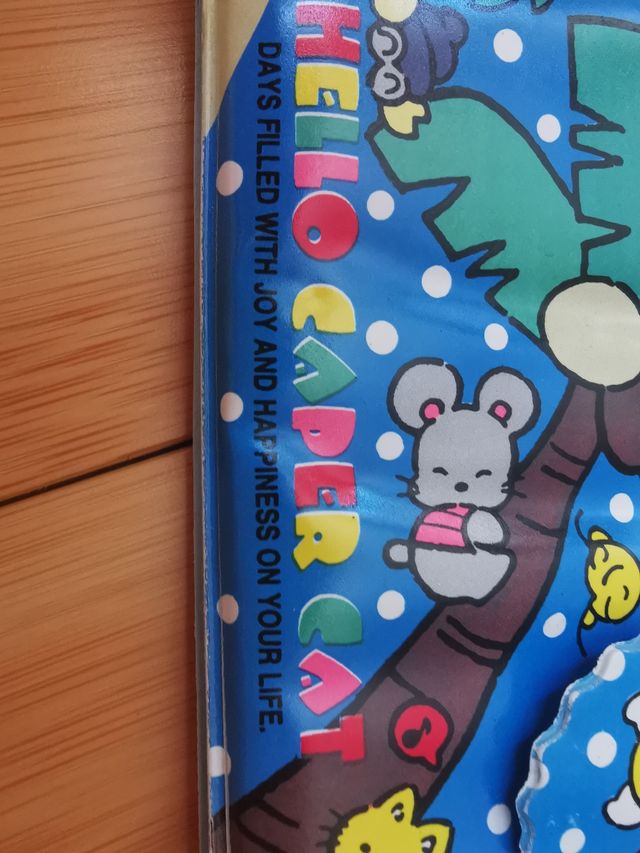 HELLO CAPER CAT
DAYS FILLED WITH JOY AND HAPPINESS ON YOUR LIFE.